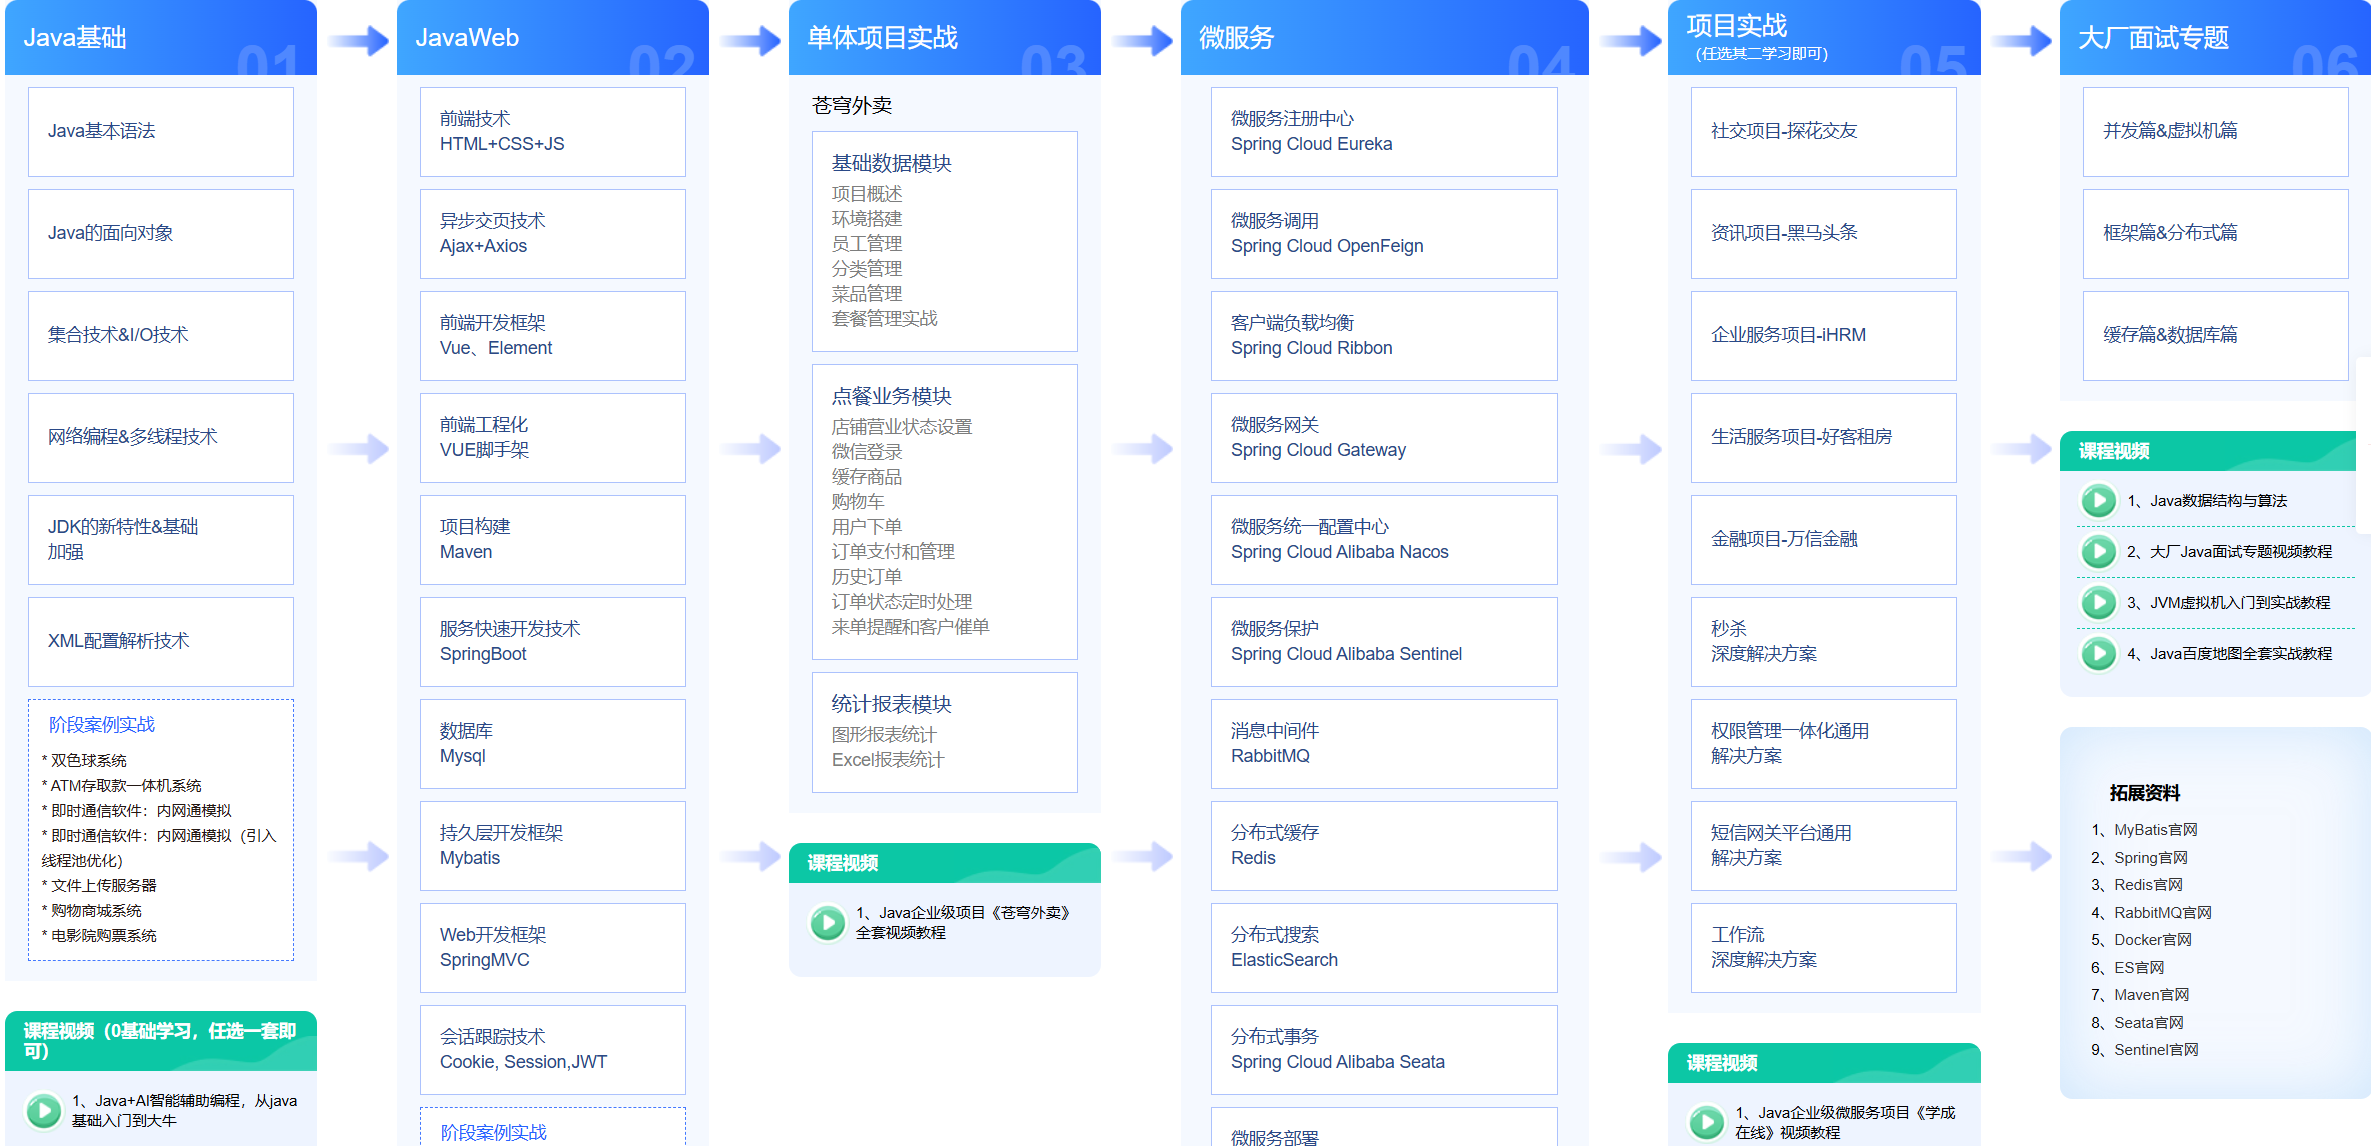 Java基础
01
Java基本语法
Java的面向对象
集合技术&I/O技术
网络编程&多线程技术
JDK的新特性&基础
加强
XML配置解析技术
阶段案例实战
* 双色球系统
* ATM存取款一体机系统
* 即时通信软件：内网通模拟
* 即时通信软件：内网通模拟（引入
线程池优化）
* 文件上传服务器
* 购物商城系统
* 电影院购票系统
课程视频（0基础学习，任选一套即
可）
1、Java+AI智能辅助编程，从java
基础入门到大牛
JavaWeb
02
前端技术
HTML+CSS+JS
异步交页技术
Ajax+Axios
前端开发框架
Vue、Element
前端工程化
VUE脚手架
项目构建
Maven
服务快速开发技术
SpringBoot
数据库
Mysql
持久层开发框架
Mybatis
Web开发框架
SpringMVC
会话跟踪技术
Cookie, Session,JWT
阶段案例实战
单体项目实战
03
苍穹外卖
基础数据模块
项目概述
环境搭建
员工管理
分类管理
菜品管理
套餐管理实战
点餐业务模块
店铺营业状态设置
微信登录
缓存商品
购物车
用户下单
订单支付和管理
历史订单
订单状态定时处理
来单提醒和客户催单
统计报表模块
图形报表统计
Excel报表统计
课程视频
1、Java企业级项目《苍穹外卖》
全套视频教程
微服务
04
微服务注册中心
Spring Cloud Eureka
微服务调用
Spring Cloud OpenFeign
客户端负载均衡
Spring Cloud Ribbon
微服务网关
Spring Cloud Gateway
微服务统一配置中心
Spring Cloud Alibaba Nacos
微服务保护
Spring Cloud Alibaba Sentinel
消息中间件
RabbitMQ
分布式缓存
Redis
分布式搜索
ElasticSearch
分布式事务
Spring Cloud Alibaba Seata
微服务部署
项目实战
（任选其二学习即可）
05
社交项目-探花交友
资讯项目-黑马头条
企业服务项目-iHRM
生活服务项目-好客租房
金融项目-万信金融
秒杀
深度解决方案
权限管理一体化通用
解决方案
短信网关平台通用
解决方案
工作流
深度解决方案
课程视频
1、Java企业级微服务项目《学成
在线》视频教程
大厂面试专题
06
并发篇&虚拟机篇
框架篇&分布式篇
缓存篇&数据库篇
课程视频
1、Java数据结构与算法
2、大厂Java面试专题视频教程
3、JVM虚拟机入门到实战教程
4、Java百度地图全套实战教程
拓展资料
1、MyBatis官网
2、Spring官网
3、Redis官网
4、RabbitMQ官网
5、Docker官网
6、ES官网
7、Maven官网
8、Seata官网
9、Sentinel官网